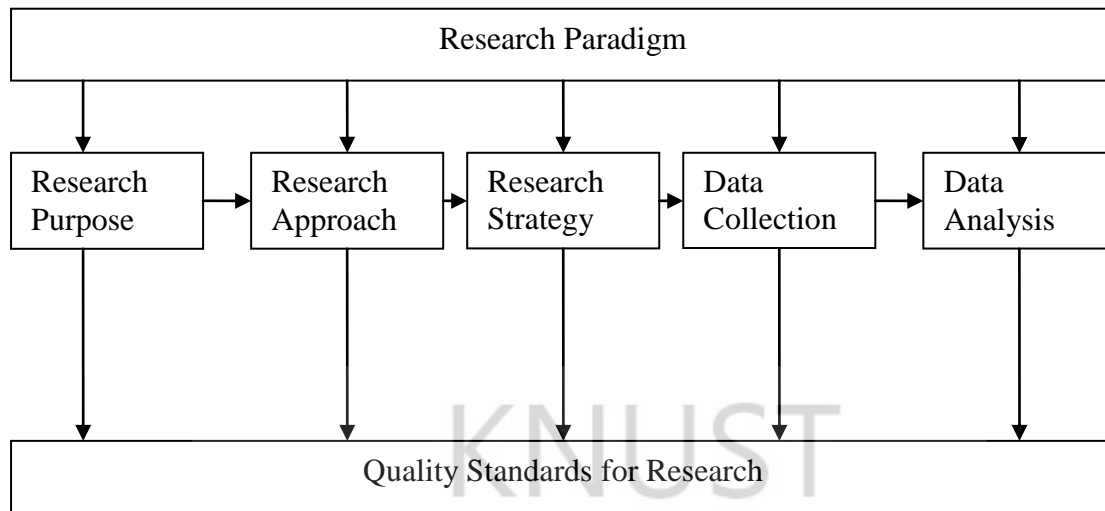 Research Paradigm
Research
Purpose
Research
Approach
Research
Strategy
Data
Collection
Data
Analysis
KNUST
Quality Standards for Research